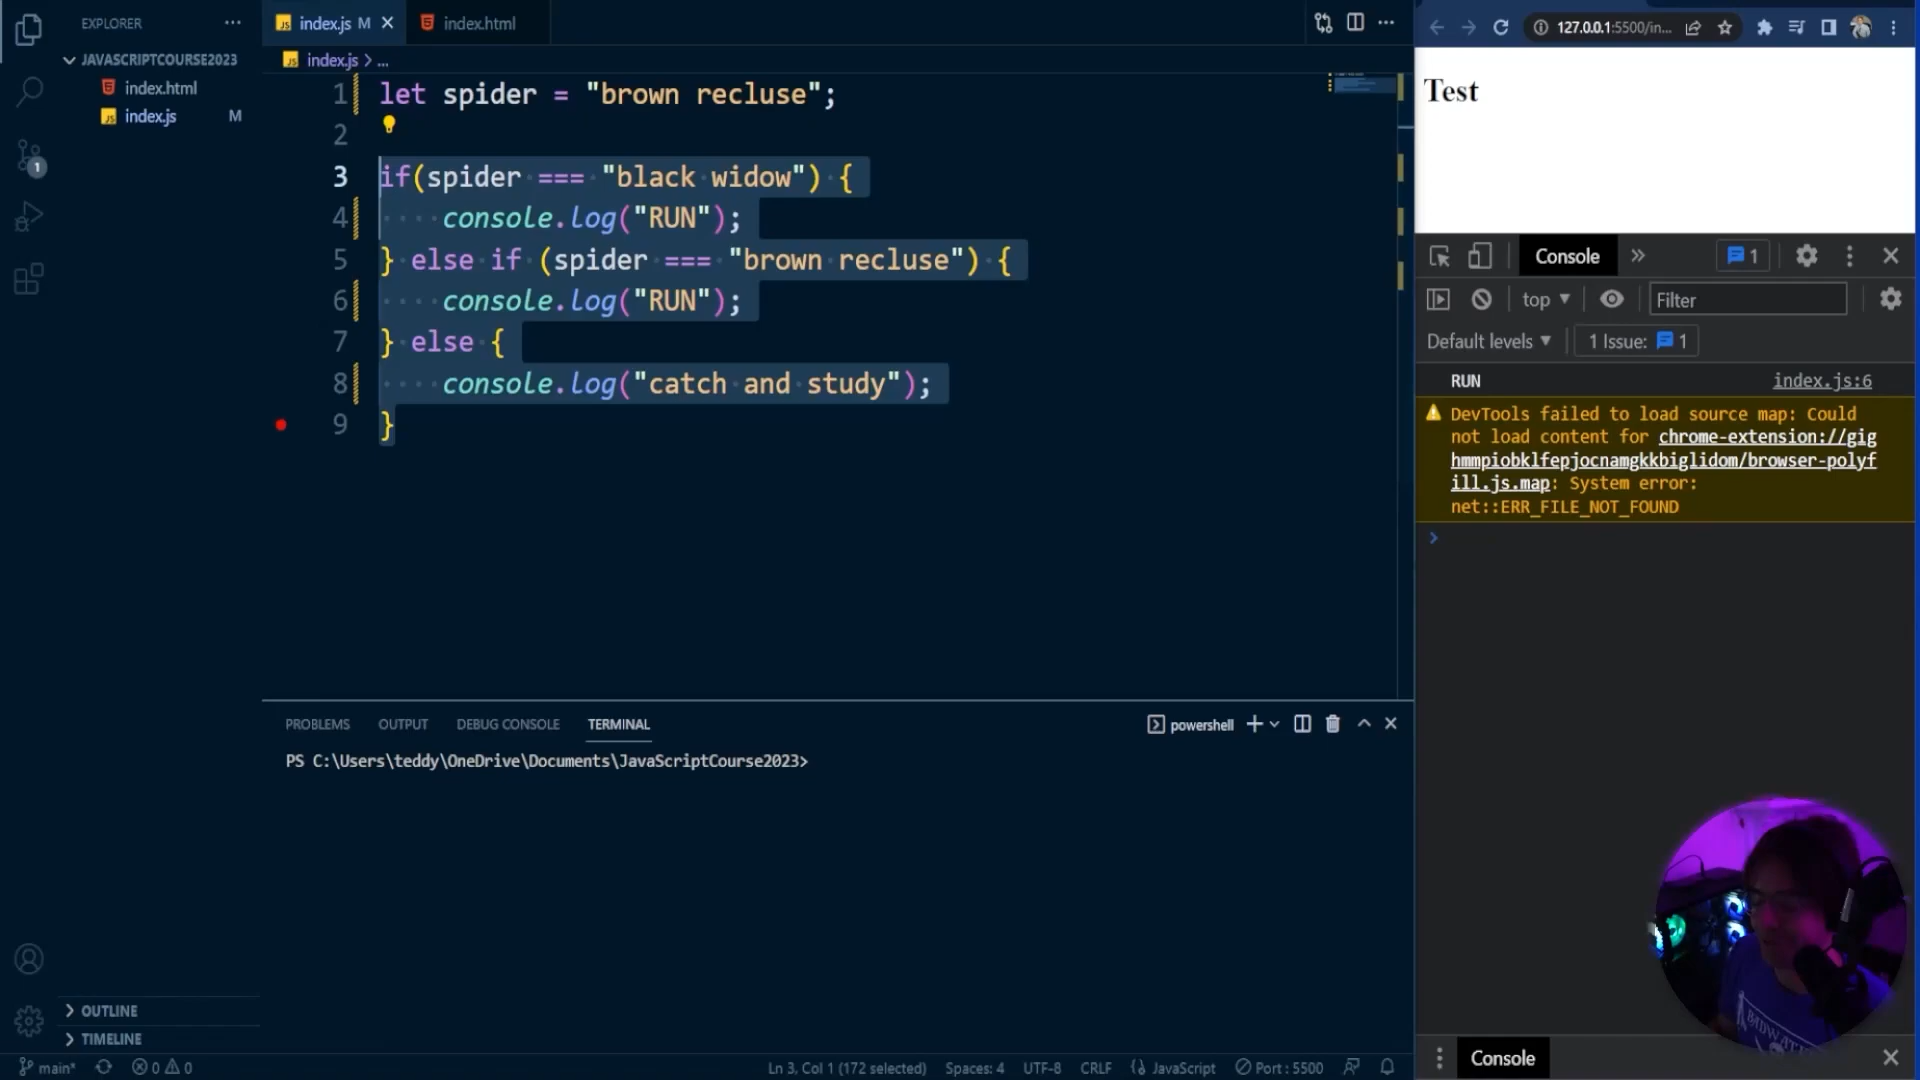 EXPLORER
JAVASCRIPTCOURSE2023
index.html
index.js M
1
OUTLINE
TIMELINE
index.js M
index.html
index.js > ...
1 let spider = "brown recluse";
2
3 if(spider === "black widow") {
4 console.log("RUN");
5 } else if (spider === "brown recluse") {
6 console.log("RUN");
7 } else {
8 console.log("catch and study");
9 }
PROBLEMS OUTPUT DEBUG CONSOLE TERMINAL
powershell
PS C:\Users\teddy\OneDrive\Documents\JavaScriptCourse2023>
main* 0 0
Ln 3, Col 1 (172 selected) Spaces: 4 UTF-8 CRLF JavaScript Port : 5500
127.0.0.1:5500/in...
Test
Console 1
top Filter
Default levels 1 Issue: 1
RUN index.js:6
DevTools failed to load source map: Could
not load content for chrome-extension://gig
hmmpiobklfepjocnamgkkbiglidom/browser-polyf
ill.js.map: System error:
net::ERR_FILE_NOT_FOUND
Console